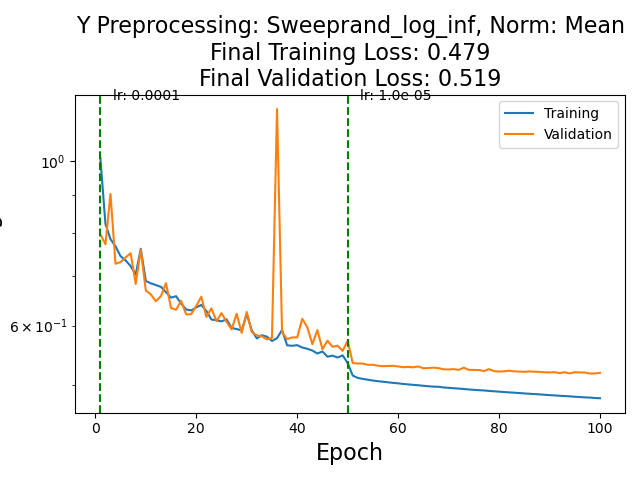 Y Preprocessing: Sweeprand_log_inf, Norm: Mean
Final Training Loss: 0.479
Final Validation Loss: 0.519
lr: 0.0001
lr: 1.0e-05
Training
Validation
10⁰
6 × 10⁻¹
0
20
40
60
80
100
Epoch